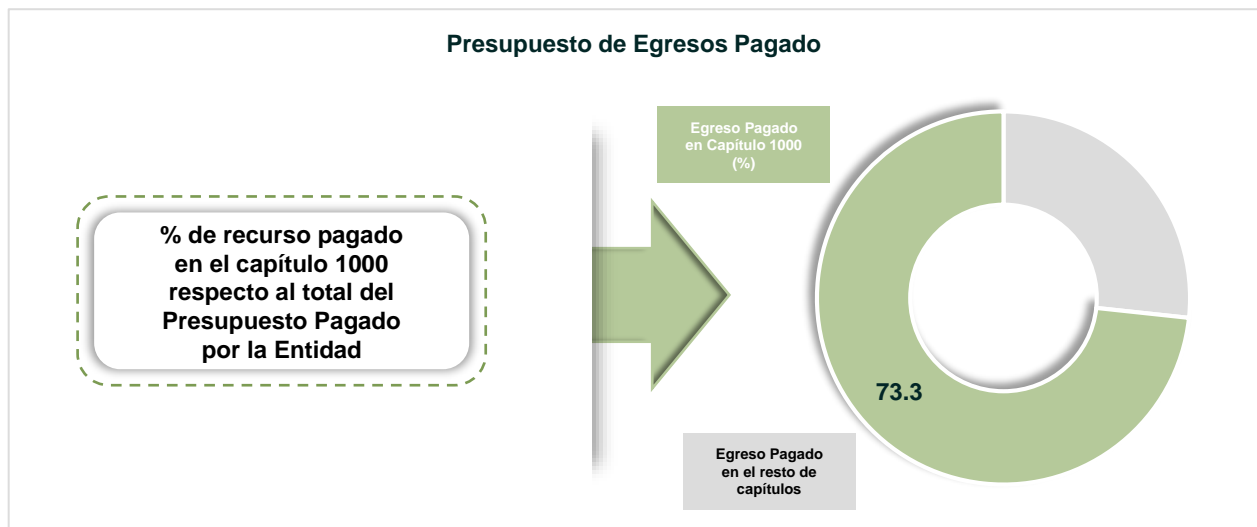 Presupuesto de Egresos Pagado
Egreso Pagado
en Capítulo 1000
(%)
% de recurso pagado
en el capítulo 1000
respecto al total del
Presupuesto Pagado
por la Entidad
73.3
Egreso Pagado
en el resto de
capítulos